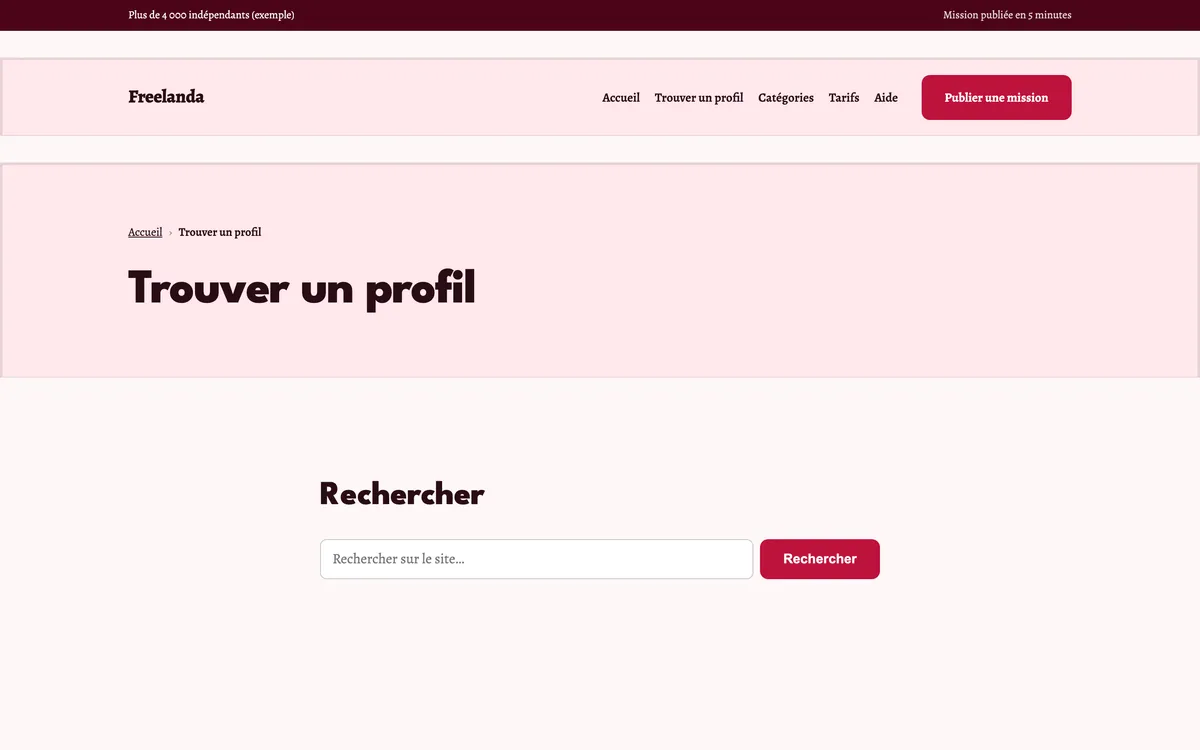 Plus de 4 000 indépendants (exemple)
Mission publiée en 5 minutes
Freelanda
Accueil
Trouver un profil
Catégories
Tarifs
Aide
Publier une mission
Accueil › Trouver un profil
Trouver un profil
Rechercher
Rechercher sur le site...
Rechercher